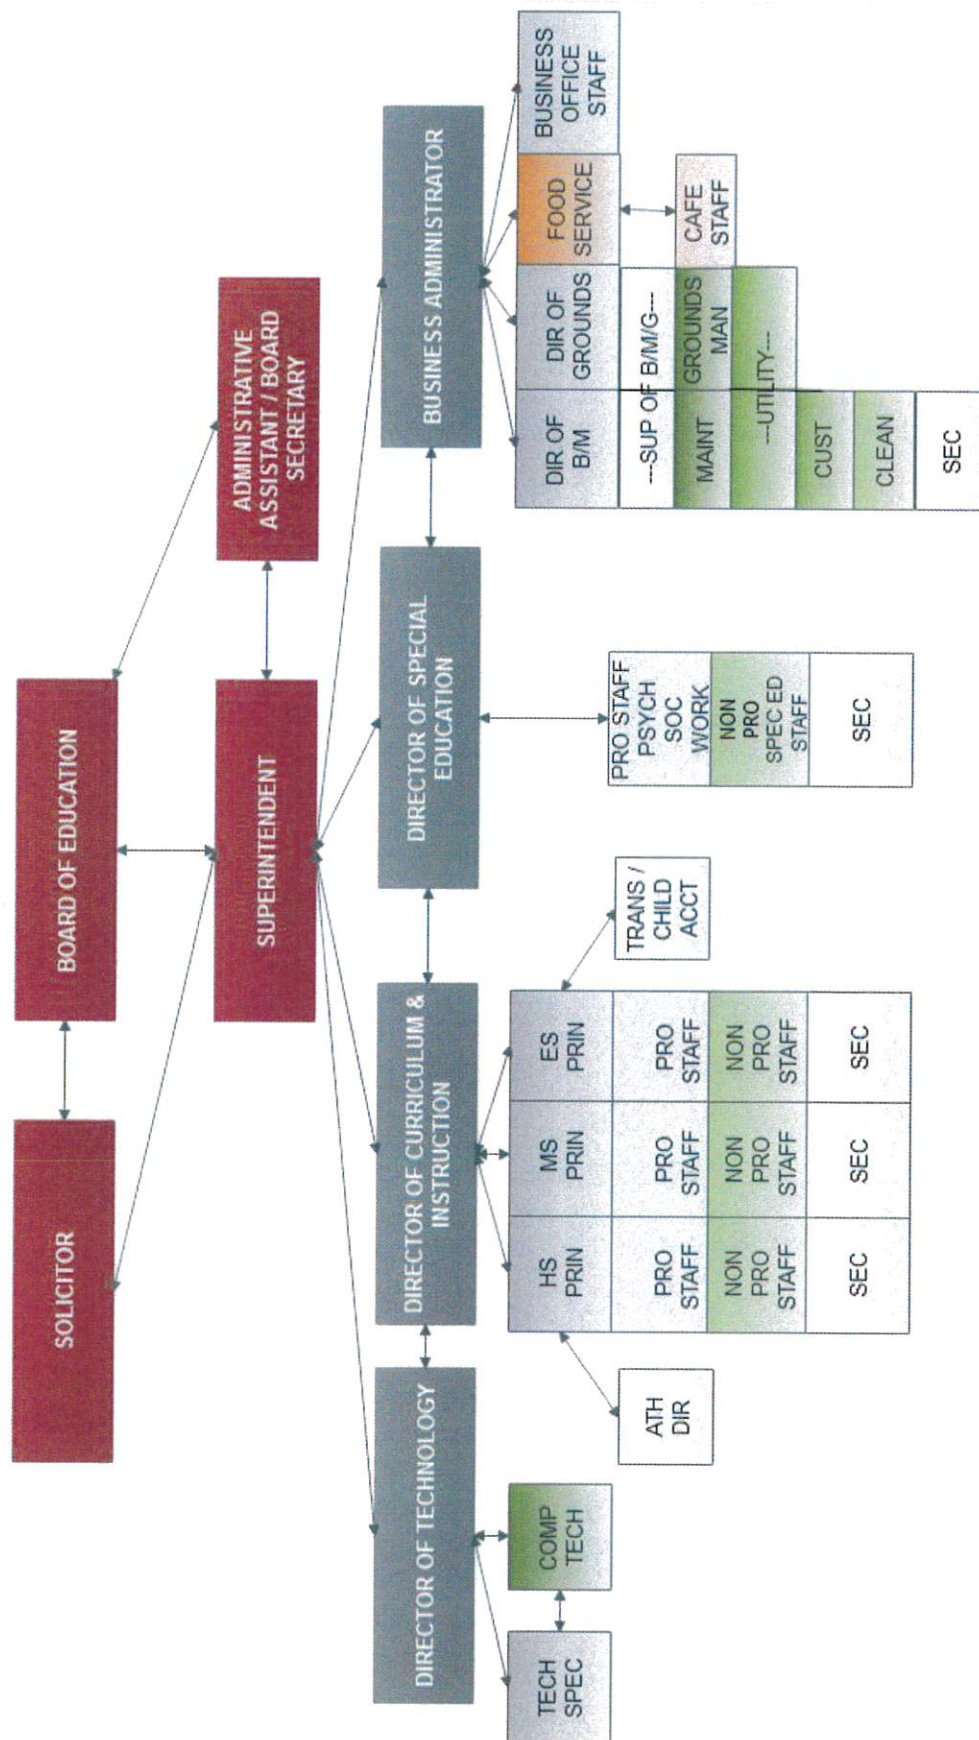 SOLICITOR
BOARD OF EDUCATION
SUPERINTENDENT
ADMINISTRATIVE
ASSISTANT / BOARD
SECRETARY
DIRECTOR OF TECHNOLOGY
DIRECTOR OF CURRICULUM &
INSTRUCTION
DIRECTOR OF SPECIAL
EDUCATION
BUSINESS ADMINISTRATOR
TECH
SPEC
COMP
TECH
ATH
DIR
HS
PRIN
MS
PRIN
ES
PRIN
PRO
STAFF
PRO
STAFF
PRO
STAFF
NON
PRO
STAFF
NON
PRO
STAFF
NON
PRO
STAFF
SEC
SEC
SEC
TRANS /
CHILD
ACCT
PRO STAFF
PSYCH
SOC
WORK
NON
PRO
SPEC ED
STAFF
SEC
DIR OF
B/M
DIR OF
GROUNDS
FOOD
SERVICE
BUSINESS
OFFICE
STAFF
---SUP OF B/M/G---
MAINT
GROUNDS
MAN
CAFE
STAFF
---UTILITY---
CUST
CLEAN
SEC